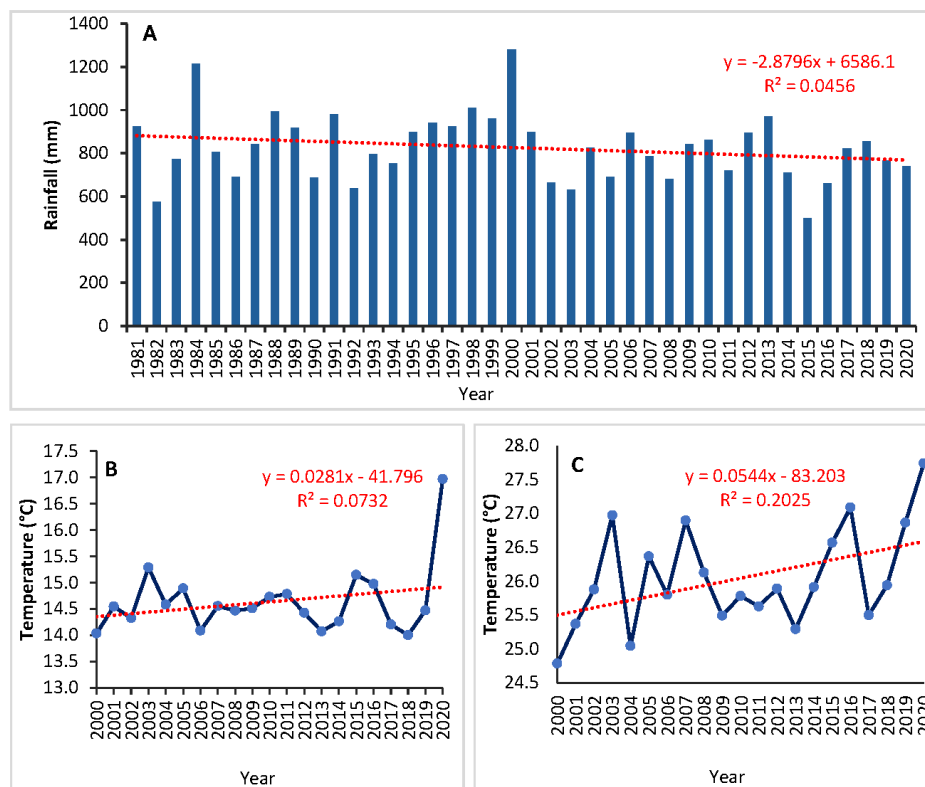 A
y = -2.8796x + 6586.1
R² = 0.0456
Rainfall (mm)
1400
1200
1000
800
600
400
200
0
1981 1982 1983 1984 1985 1986 1987 1988 1989 1990 1991 1992 1993 1994 1995 1996 1997 1998 1999 2000 2001 2002 2003 2004 2005 2006 2007 2008 2009 2010 2011 2012 2013 2014 2015 2016 2017 2018 2019 2020
Year
B
y = 0.0281x - 41.796
R² = 0.0732
Temperature (°C)
17.5
17.0
16.5
16.0
15.5
15.0
14.5
14.0
13.5
13.0
2000 2001 2002 2003 2004 2005 2006 2007 2008 2009 2010 2011 2012 2013 2014 2015 2016 2017 2018 2019 2020
Year
C
y = 0.0544x - 83.203
R² = 0.2025
Temperature (°C)
28.0
27.5
27.0
26.5
26.0
25.5
25.0
24.5
2000 2001 2002 2003 2004 2005 2006 2007 2008 2009 2010 2011 2012 2013 2014 2015 2016 2017 2018 2019 2020
Year